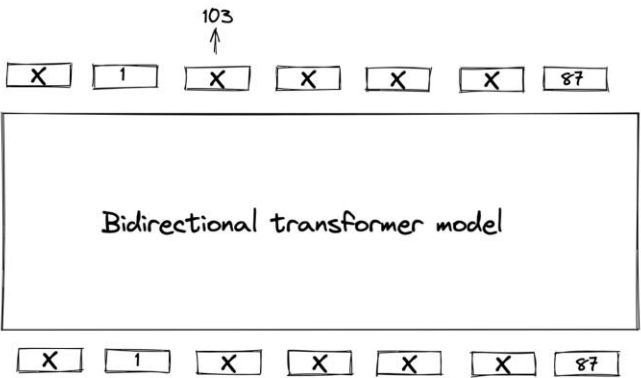 103
X 1 X X X X 87
Bidirectional transformer model
X 1 X X X X 87